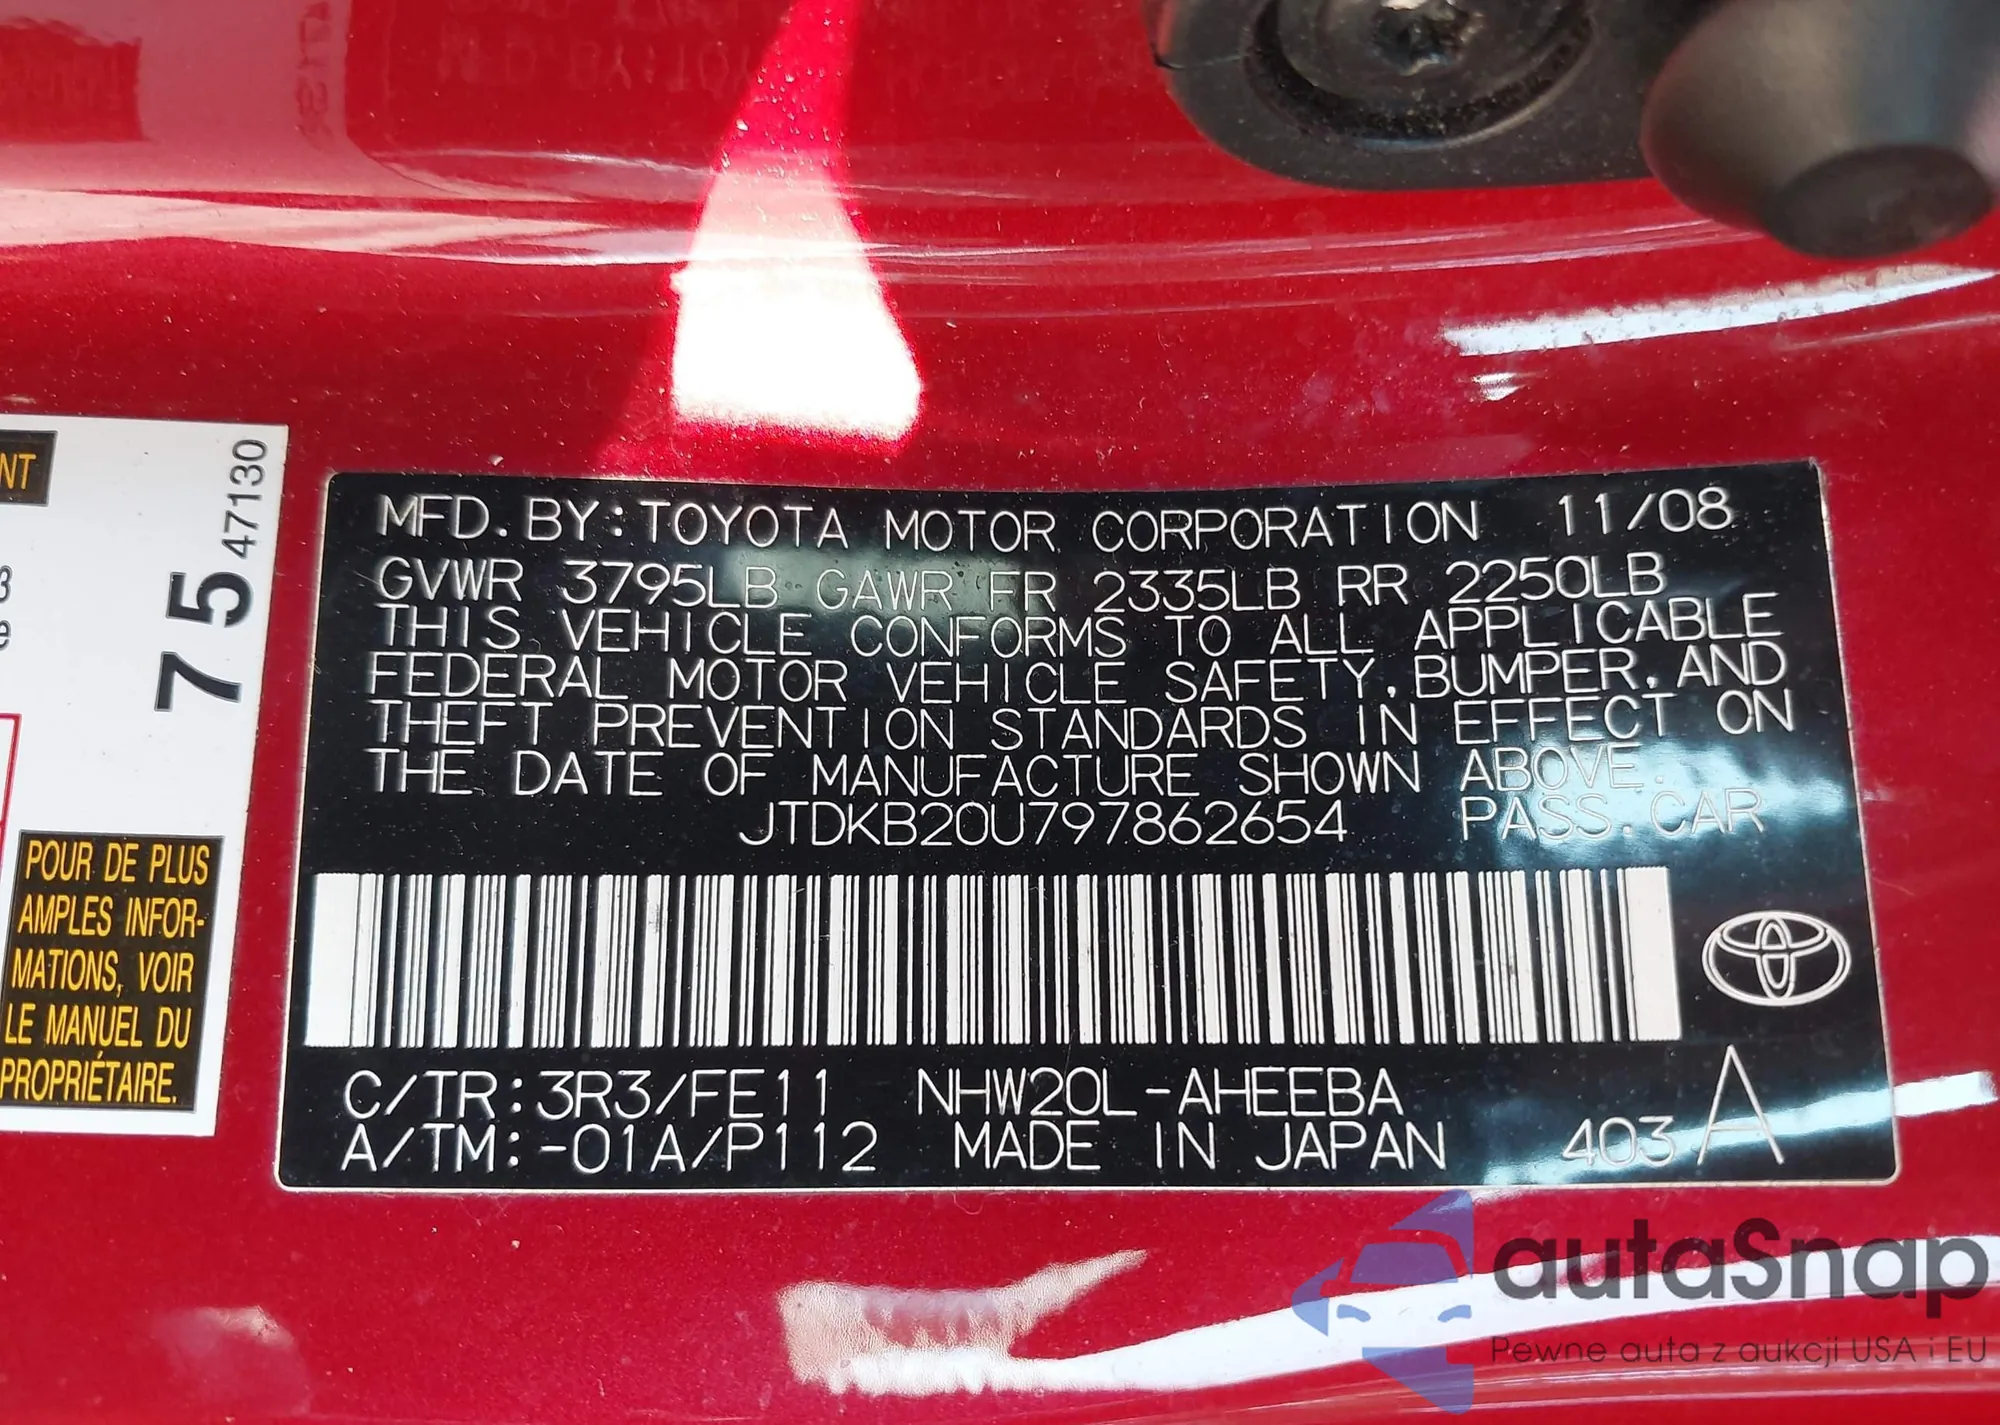 NT
3
e
75 47130
POUR DE PLUS
AMPLES INFOR-
MATIONS, VOIR
LE MANUEL DU
PROPRIÉTAIRE.
MFD. BY: TOYOTA MOTOR CORPORATION 11/08
GVWR 3795LB GAWR FR 2335LB RR 2250LB
THIS VEHICLE CONFORMS TO ALL APPLICABLE
FEDERAL MOTOR VEHICLE SAFETY, BUMPER, AND
THEFT PREVENTION STANDARDS IN EFFECT ON
THE DATE OF MANUFACTURE SHOWN ABOVE.
JTDKB20U797862654 PASS. CAR
C/TR: 3R3/FE11 NHW20L-AHEEBA
A/TM: -01A/P112 MADE IN JAPAN 403 A
autaSnap
Pewne auta z aukcji USA i EU